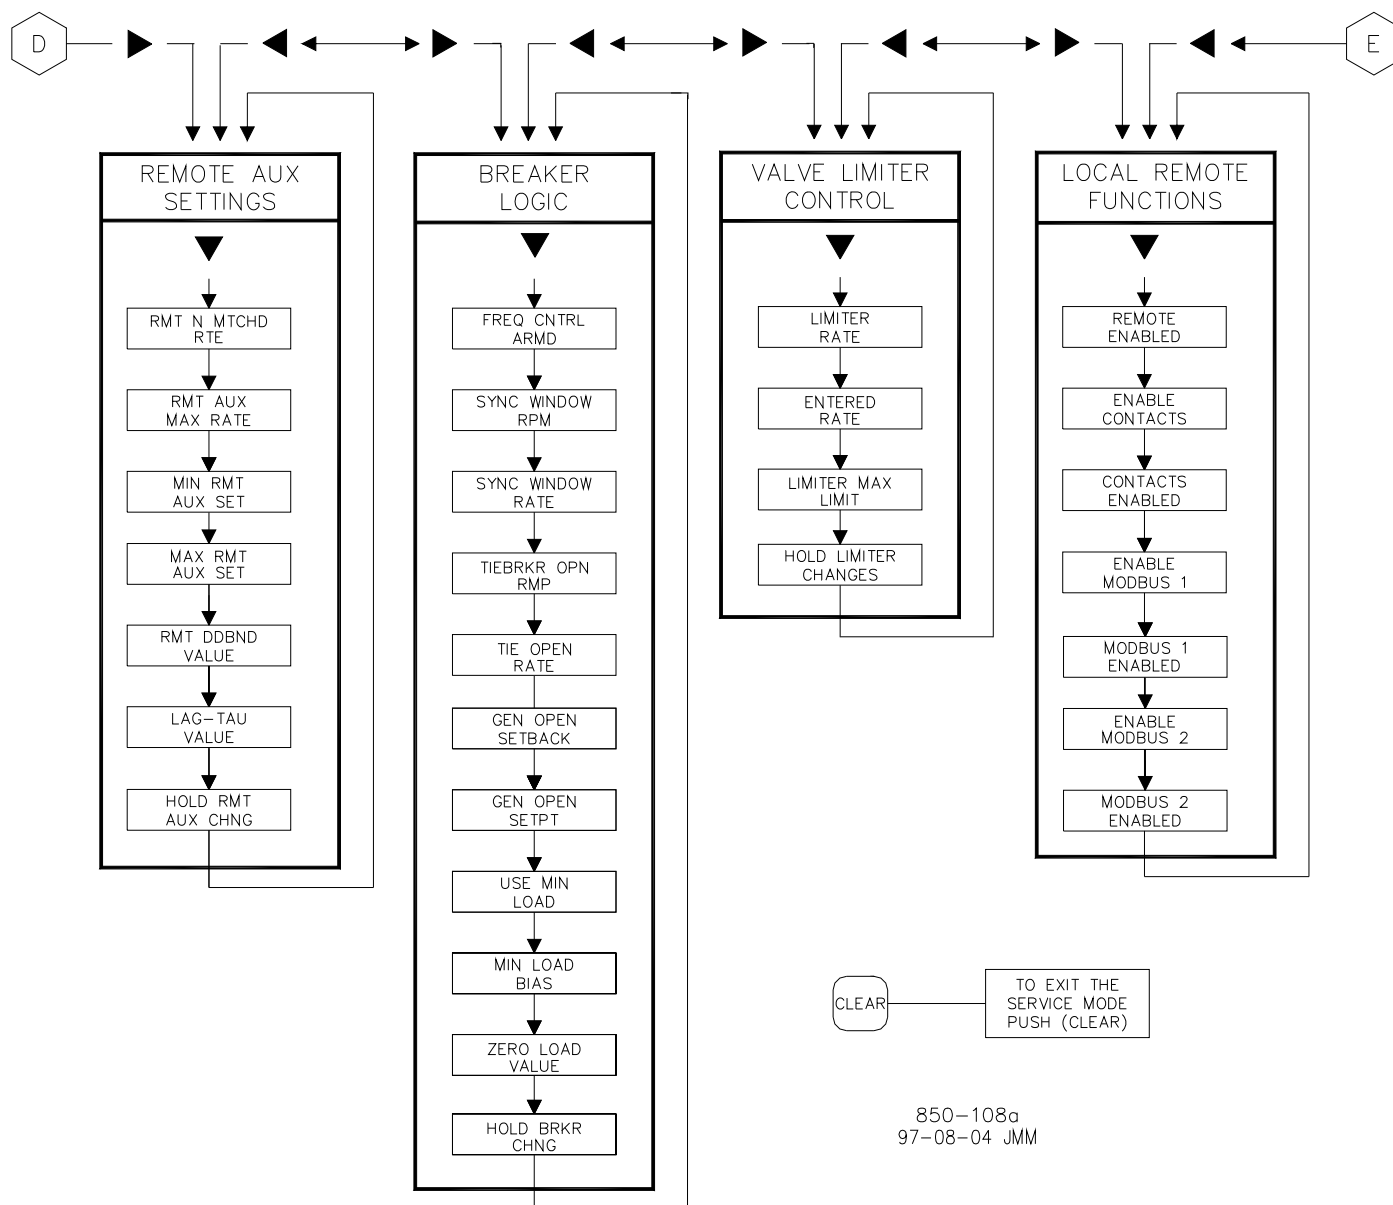 D
E
REMOTE AUX
SETTINGS
RMT N MTCHD
RTE
RMT AUX
MAX RATE
MIN RMT
AUX SET
MAX RMT
AUX SET
RMT DDBND
VALUE
LAG-TAU
VALUE
HOLD RMT
AUX CHNG
BREAKER
LOGIC
FREQ CNTRL
ARMD
SYNC WINDOW
RPM
SYNC WINDOW
RATE
TIEBRKR OPN
RMP
TIE OPEN
RATE
GEN OPEN
SETBACK
GEN OPEN
SETPT
USE MIN
LOAD
MIN LOAD
BIAS
ZERO LOAD
VALUE
HOLD BRKR
CHNG
VALVE LIMITER
CONTROL
LIMITER
RATE
ENTERED
RATE
LIMITER MAX
LIMIT
HOLD LIMITER
CHANGES
LOCAL REMOTE
FUNCTIONS
REMOTE
ENABLED
ENABLE
CONTACTS
CONTACTS
ENABLED
ENABLE
MODBUS 1
MODBUS 1
ENABLED
ENABLE
MODBUS 2
MODBUS 2
ENABLED
CLEAR
TO EXIT THE
SERVICE MODE
PUSH (CLEAR)
850-108a
97-08-04 JMM